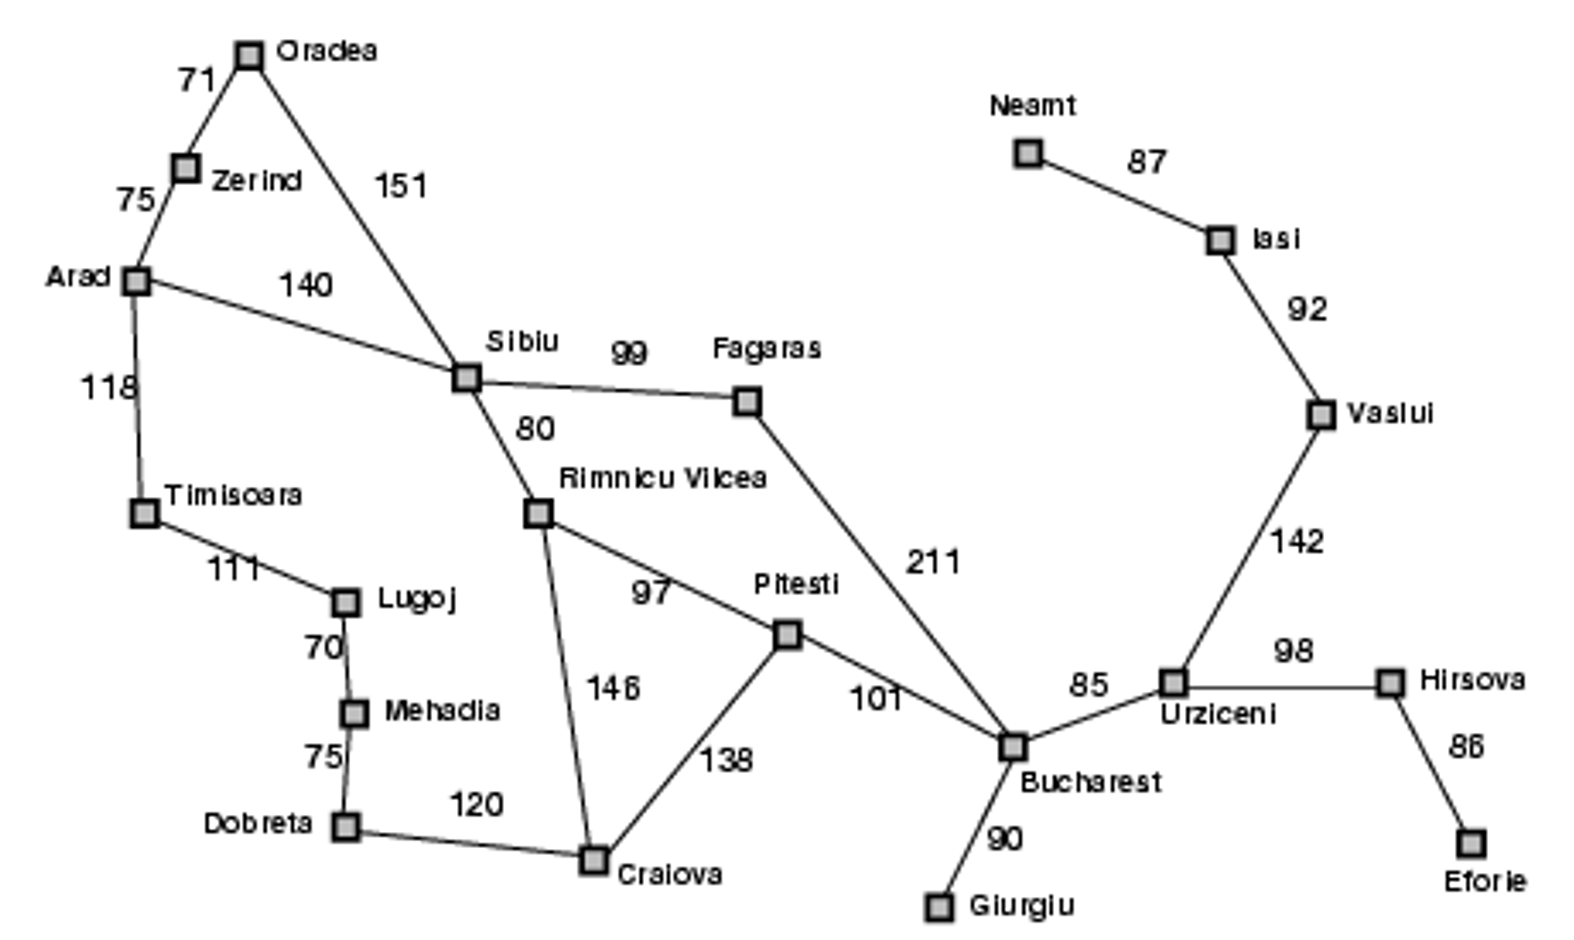 Oradea
71
Neamt
87
Zerind
151
75
Iasi
Arad
140
92
Sibiu
99
Fagaras
118
80
Vaslui
Rimnicu Vilcea
Timisoara
142
211
111
97
Pitesti
Lugoj
70
98
146
85
Hirsova
101
Mehadia
Urziceni
138
86
75
Bucharest
120
Dobreta
90
Craiova
Eforie
Giurgiu